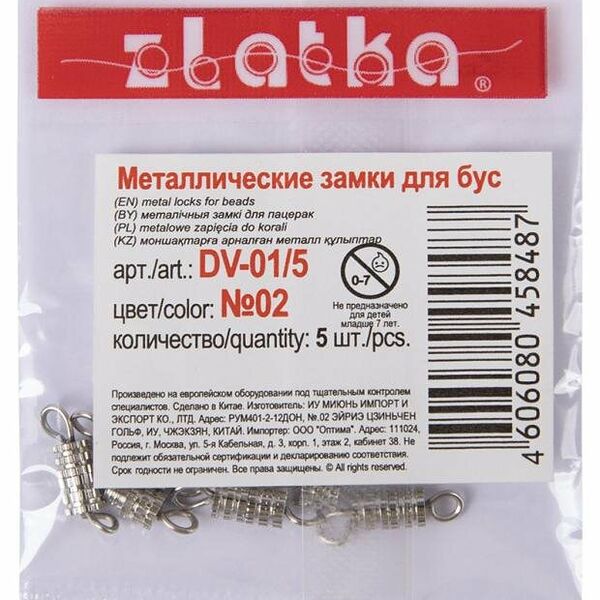 zlatka ®
Металлические замки для бус
(EN) metal locks for beads
(BY) металічныя замкі для пацерак
(PL) metalowe zapięcia do korali
(KZ) моншақтарға арналған металл құлыптар
арт./art.: DV-01/5
цвет/color: №02
количество/quantity: 5 шт./pcs.
0-7
Не предназначено
для детей
младше 7 лет.
4 606080 458487
Произведено на европейском оборудовании под тщательным контролем
специалистов. Сделано в Китае. Изготовитель: ИУ МИЮНЬ ИМПОРТ И
ЭКСПОРТ КО., ЛТД. Адрес: РУМ401-2-12ДОН, №.02 ЭЙРИЭ ЦЗИНЬЧЕН
ГОЛЬФ, ИУ, ЧЖЭКЗЯН, КИТАЙ. Импортер: ООО "Оптима". Адрес: 111024,
Россия, г. Москва, ул. 5-я Кабельная, д. 3, корп. 1, этаж 2, кабинет 38. Не
подлежит обязательной сертификации и декларированию соответствия.
Срок годности не ограничен. Все права защищены. © All rights reserved.